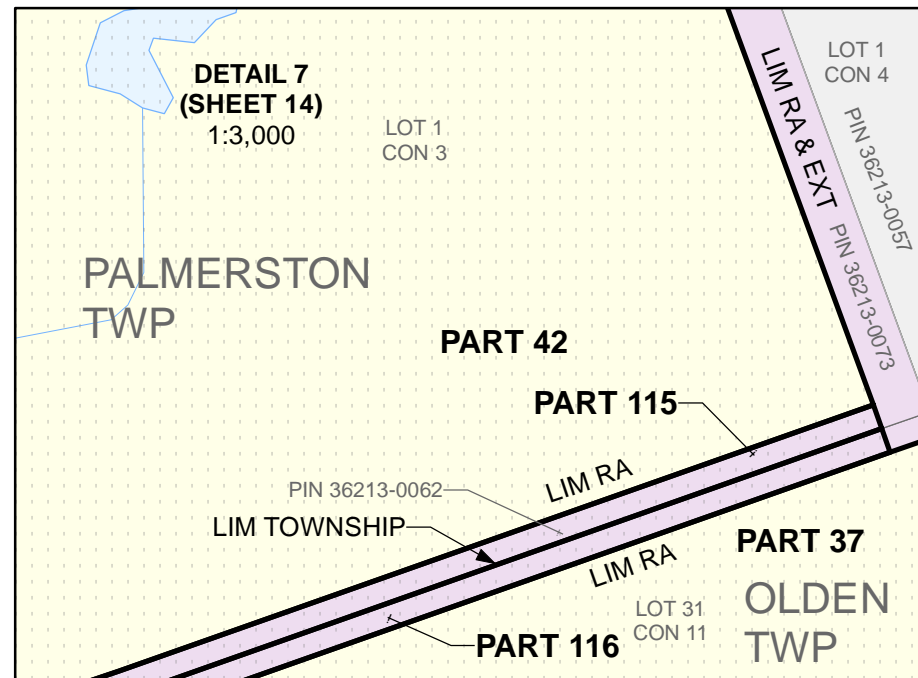 DETAIL 7
(SHEET 14)
1:3,000
LOT 1
CON 3
LIM RA & EXT
LOT 1
CON 4
PIN 36213-0057
PIN 36213-0073
PALMERSTON
TWP
PART 42
PART 115
LIM RA
PIN 36213-0062
LIM TOWNSHIP
LIM RA
PART 37
LOT 31
CON 11
OLDEN
TWP
PART 116